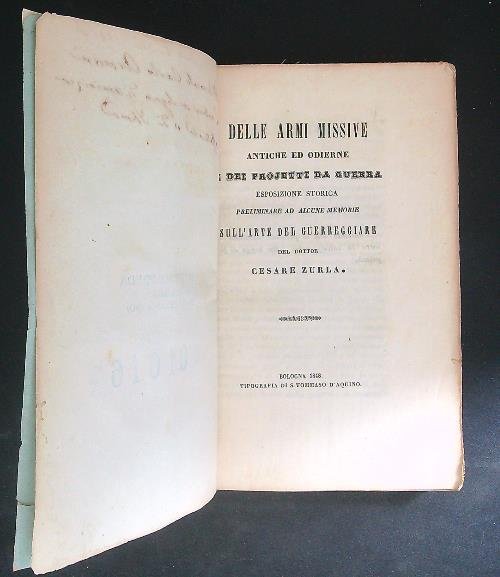 DELLE ARMI MISSIVE
ANTICHE ED ODIERNE
E DEI PROJETTI DA GUERRA
ESPOSIZIONE STORICA
PRELIMINARE AD ALCUNE MEMORIE
SULL'ARTE DEL GUERREGGIARE
DEL DOTTOR
CESARE ZURLA.
BOLOGNA 1848.
TIPOGRAFIA DI S. TOMMASO D'AQUINO.